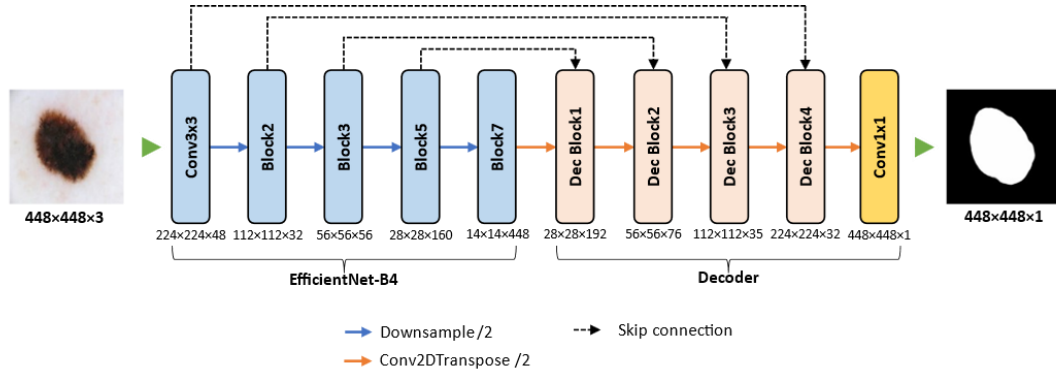 Conv3x3
Block2
Block3
Block5
Block7
Dec Block1
Dec Block2
Dec Block3
Dec Block4
Conv1x1
448×448×3
224×224×48
112×112×32
56×56×56
28×28×160
14×14×448
28×28×192
56×56×76
112×112×35
224×224×32
448×448×1
448×448×1
EfficientNet-B4
Decoder
Downsample /2
Skip connection
Conv2DTranspose /2